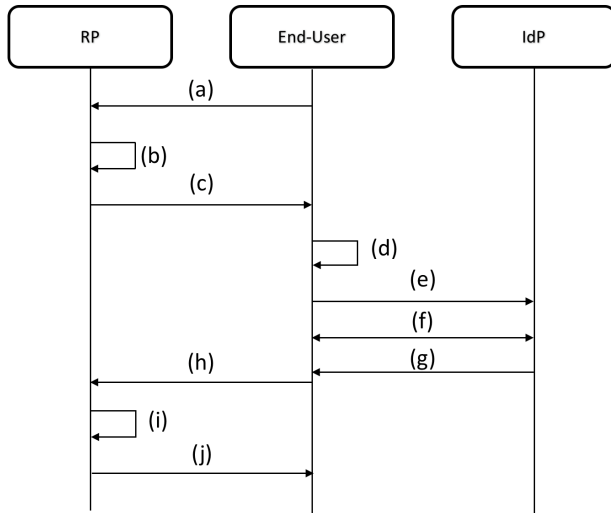 RP
End-User
IdP
(a)
(b)
(c)
(d)
(e)
(f)
(g)
(h)
(i)
(j)